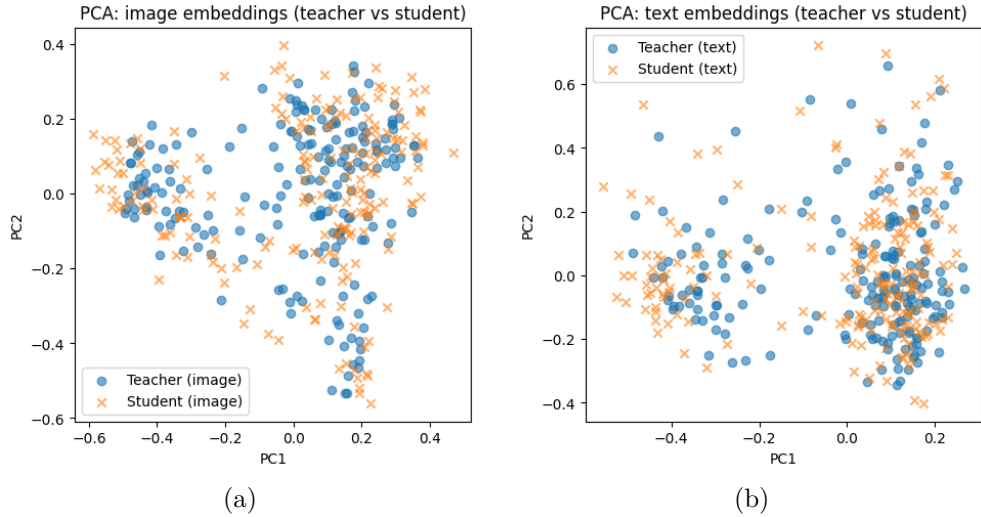 PCA: image embeddings (teacher vs student)
0.4
0.2
0.0
−0.2
−0.4
−0.6
PC2
Teacher (image)
Student (image)
−0.6
−0.4
−0.2
0.0
0.2
0.4
PC1
(a)
PCA: text embeddings (teacher vs student)
Teacher (text)
Student (text)
0.6
0.4
0.2
0.0
−0.2
−0.4
PC2
−0.4
−0.2
0.0
0.2
PC1
(b)